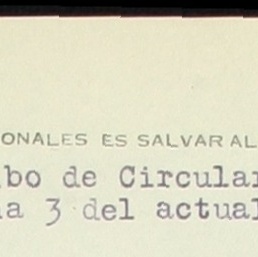 ONALES ES SALVAR AL
bo de Circular
a 3 del actual